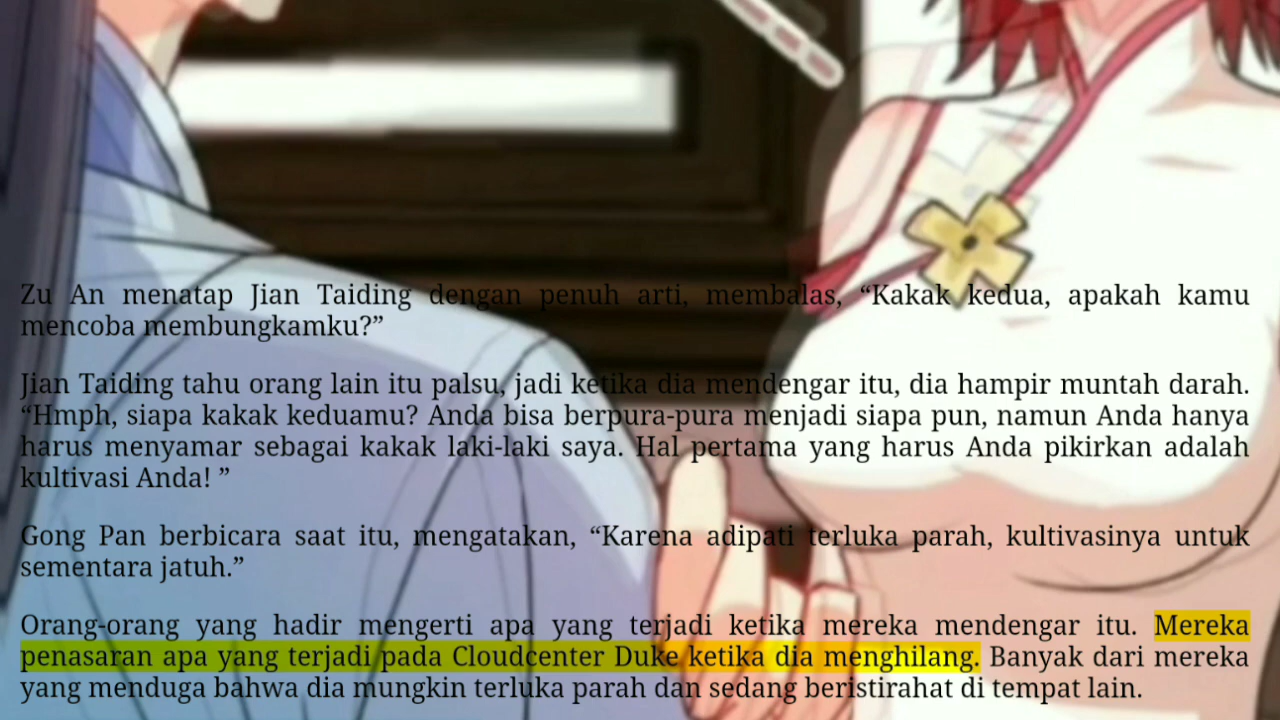 Zu An menatap Jian Taiding dengan penuh arti, membalas, “Kakak kedua, apakah kamu
mencoba membungkamku?”
Jian Taiding tahu orang lain itu palsu, jadi ketika dia mendengar itu, dia hampir muntah darah.
“Hmph, siapa kakak keduamu? Anda bisa berpura-pura menjadi siapa pun, namun Anda hanya
harus menyamar sebagai kakak laki-laki saya. Hal pertama yang harus Anda pikirkan adalah
kultivasi Anda! ”
Gong Pan berbicara saat itu, mengatakan, “Karena adipati terluka parah, kultivasinya untuk
sementara jatuh.”
Orang-orang yang hadir mengerti apa yang terjadi ketika mereka mendengar itu. Mereka
penasaran apa yang terjadi pada Cloudcenter Duke ketika dia menghilang. Banyak dari mereka
yang menduga bahwa dia mungkin terluka parah dan sedang beristirahat di tempat lain.